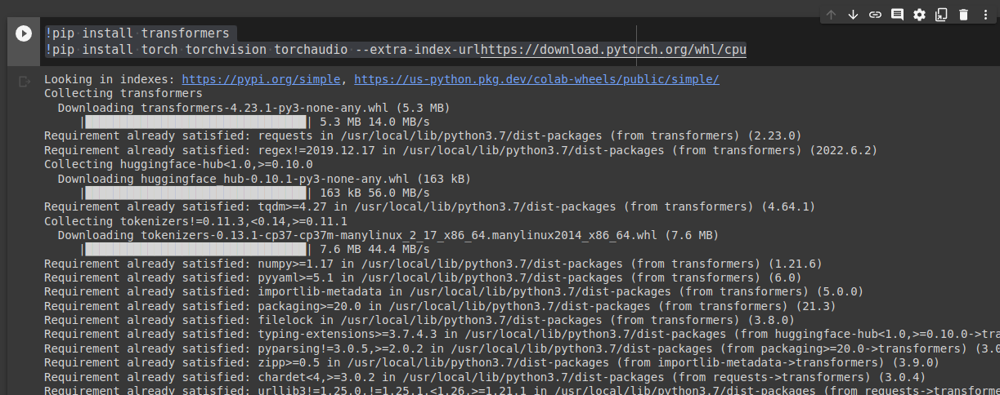 !pip install transformers
!pip install torch torchvision torchaudio --extra-index-urlhttps://download.pytorch.org/whl/cpu
Looking in indexes: https://pypi.org/simple, https://us-python.pkg.dev/colab-wheels/public/simple/
Collecting transformers
Downloading transformers-4.23.1-py3-none-any.whl (5.3 MB)
|████████████████████████████████| 5.3 MB 14.0 MB/s
Requirement already satisfied: requests in /usr/local/lib/python3.7/dist-packages (from transformers) (2.23.0)
Requirement already satisfied: regex!=2019.12.17 in /usr/local/lib/python3.7/dist-packages (from transformers) (2022.6.2)
Collecting huggingface-hub<1.0,>=0.10.0
Downloading huggingface_hub-0.10.1-py3-none-any.whl (163 kB)
|████████████████████████████████| 163 kB 56.0 MB/s
Requirement already satisfied: tqdm>=4.27 in /usr/local/lib/python3.7/dist-packages (from transformers) (4.64.1)
Collecting tokenizers!=0.11.3,<0.14,>=0.11.1
Downloading tokenizers-0.13.1-cp37-cp37m-manylinux_2_17_x86_64.manylinux2014_x86_64.whl (7.6 MB)
|████████████████████████████████| 7.6 MB 44.4 MB/s
Requirement already satisfied: numpy>=1.17 in /usr/local/lib/python3.7/dist-packages (from transformers) (1.21.6)
Requirement already satisfied: pyyaml>=5.1 in /usr/local/lib/python3.7/dist-packages (from transformers) (6.0)
Requirement already satisfied: importlib-metadata in /usr/local/lib/python3.7/dist-packages (from transformers) (5.0.0)
Requirement already satisfied: packaging>=20.0 in /usr/local/lib/python3.7/dist-packages (from transformers) (21.3)
Requirement already satisfied: filelock in /usr/local/lib/python3.7/dist-packages (from transformers) (3.8.0)
Requirement already satisfied: typing-extensions>=3.7.4.3 in /usr/local/lib/python3.7/dist-packages (from huggingface-hub<1.0,>=0.10.0->tra
Requirement already satisfied: pyparsing!=3.0.5,>=2.0.2 in /usr/local/lib/python3.7/dist-packages (from packaging>=20.0->transformers) (3.0
Requirement already satisfied: zipp>=0.5 in /usr/local/lib/python3.7/dist-packages (from importlib-metadata->transformers) (3.9.0)
Requirement already satisfied: chardet<4,>=3.0.2 in /usr/local/lib/python3.7/dist-packages (from requests->transformers) (3.0.4)
Requirement already satisfied: urllib3!=1.25.0,!=1.25.1,<1.26,>=1.21.1 in /usr/local/lib/python3.7/dist-packages (from requests->transforme